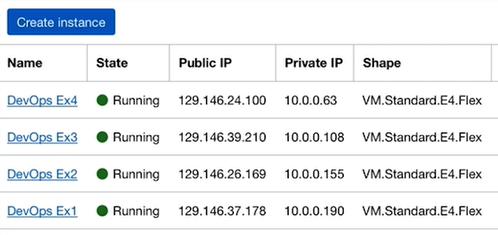 Create instance
Name State Public IP Private IP Shape
DevOps Ex4 Running 129.146.24.100 10.0.0.63 VM.Standard.E4.Flex
DevOps Ex3 Running 129.146.39.210 10.0.0.108 VM.Standard.E4.Flex
DevOps Ex2 Running 129.146.26.169 10.0.0.155 VM.Standard.E4.Flex
DevOps Ex1 Running 129.146.37.178 10.0.0.190 VM.Standard.E4.Flex